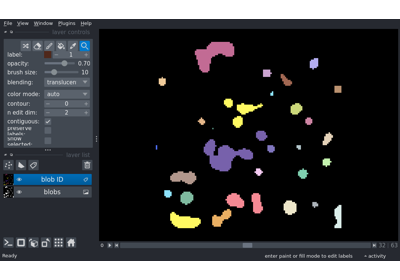 File View Window Plugins Help
layer controls
label: 1
opacity: 0.70
brush size: 10
blending: translucen
color mode: auto
contour: 0
n edit dim: 2
contiguous:
preserve labels:
show selected:
layer list
blob ID
blobs
0 32 63
Ready enter paint or fill mode to edit labels activity